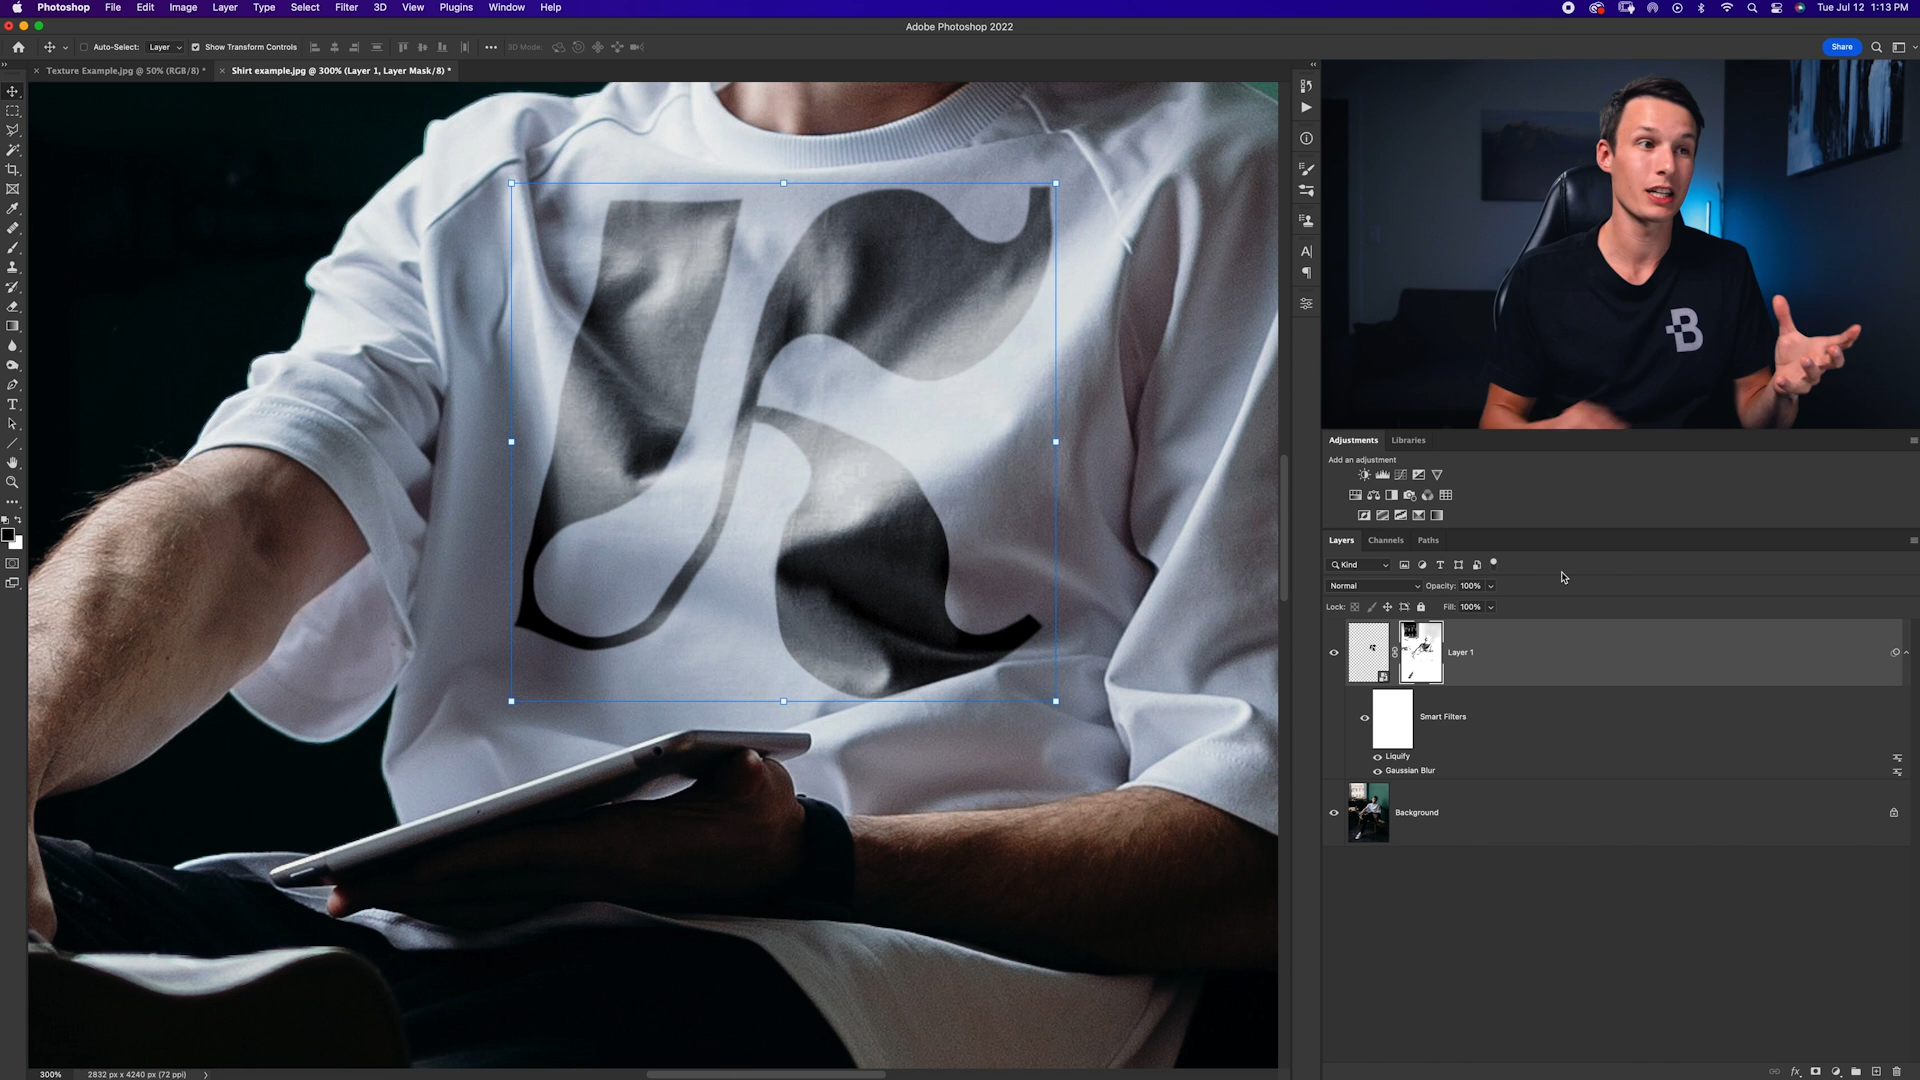 Photoshop File Edit Image Layer Type Select Filter 3D View Plugins Window Help Tue Jul 12 1:13 PM
Adobe Photoshop 2022
Auto-Select: Layer Show Transform Controls 3D Mode: Share
Texture Example.jpg @ 50% (RGB/8) * Shirt example.jpg @ 300% (Layer 1, Layer Mask/8) *
K
B
Adjustments Libraries
Add an adjustment
Layers Channels Paths
Kind
Normal Opacity: 100%
Lock: Fill: 100%
Layer 1
Smart Filters
Liquify
Gaussian Blur
Background
300% 2832 px x 4240 px (72 ppi)